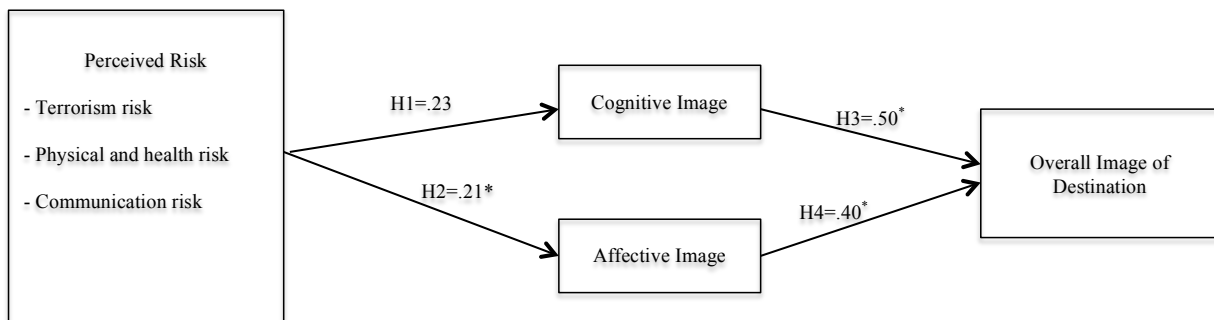 Perceived Risk
- Terrorism risk
- Physical and health risk
- Communication risk
H1=.23
H2=.21*
Cognitive Image
Affective Image
H3=.50*
H4=.40*
Overall Image of
Destination